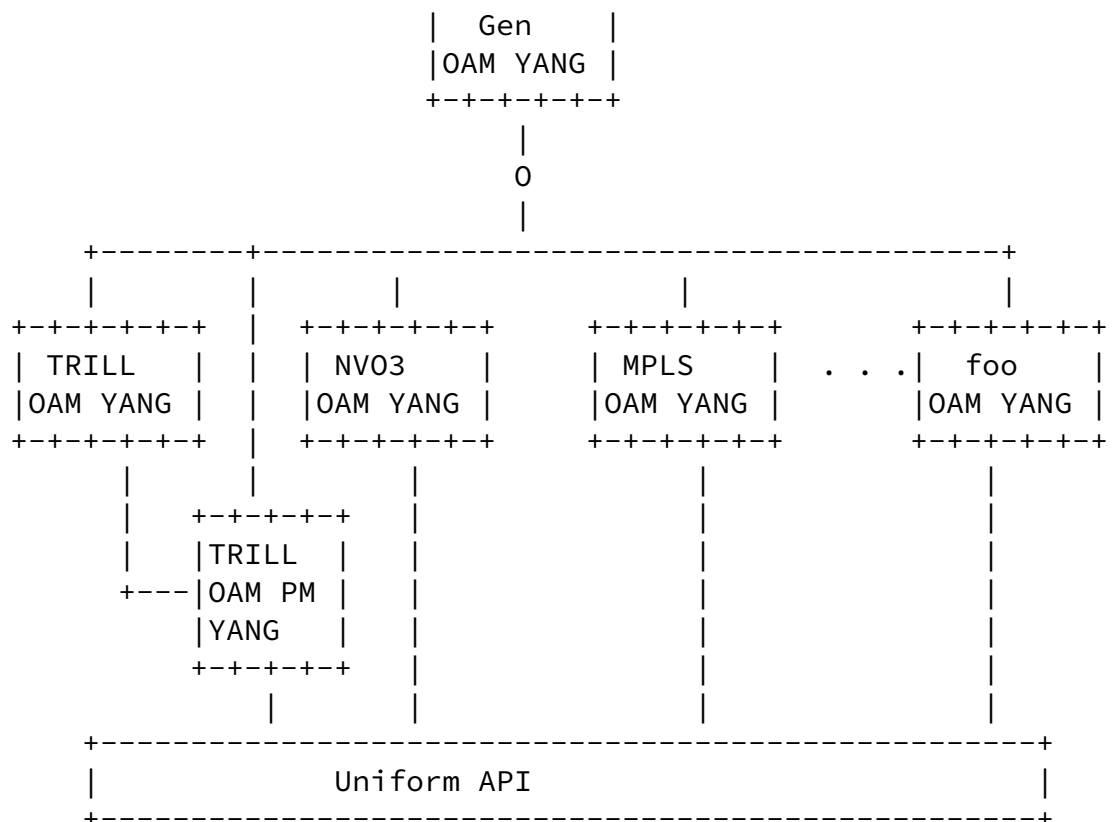 Gen
OAM YANG
O
TRILL NVO3 MPLS . . . foo
OAM YANG OAM YANG OAM YANG OAM YANG
TRILL
OAM PM
YANG
Uniform API